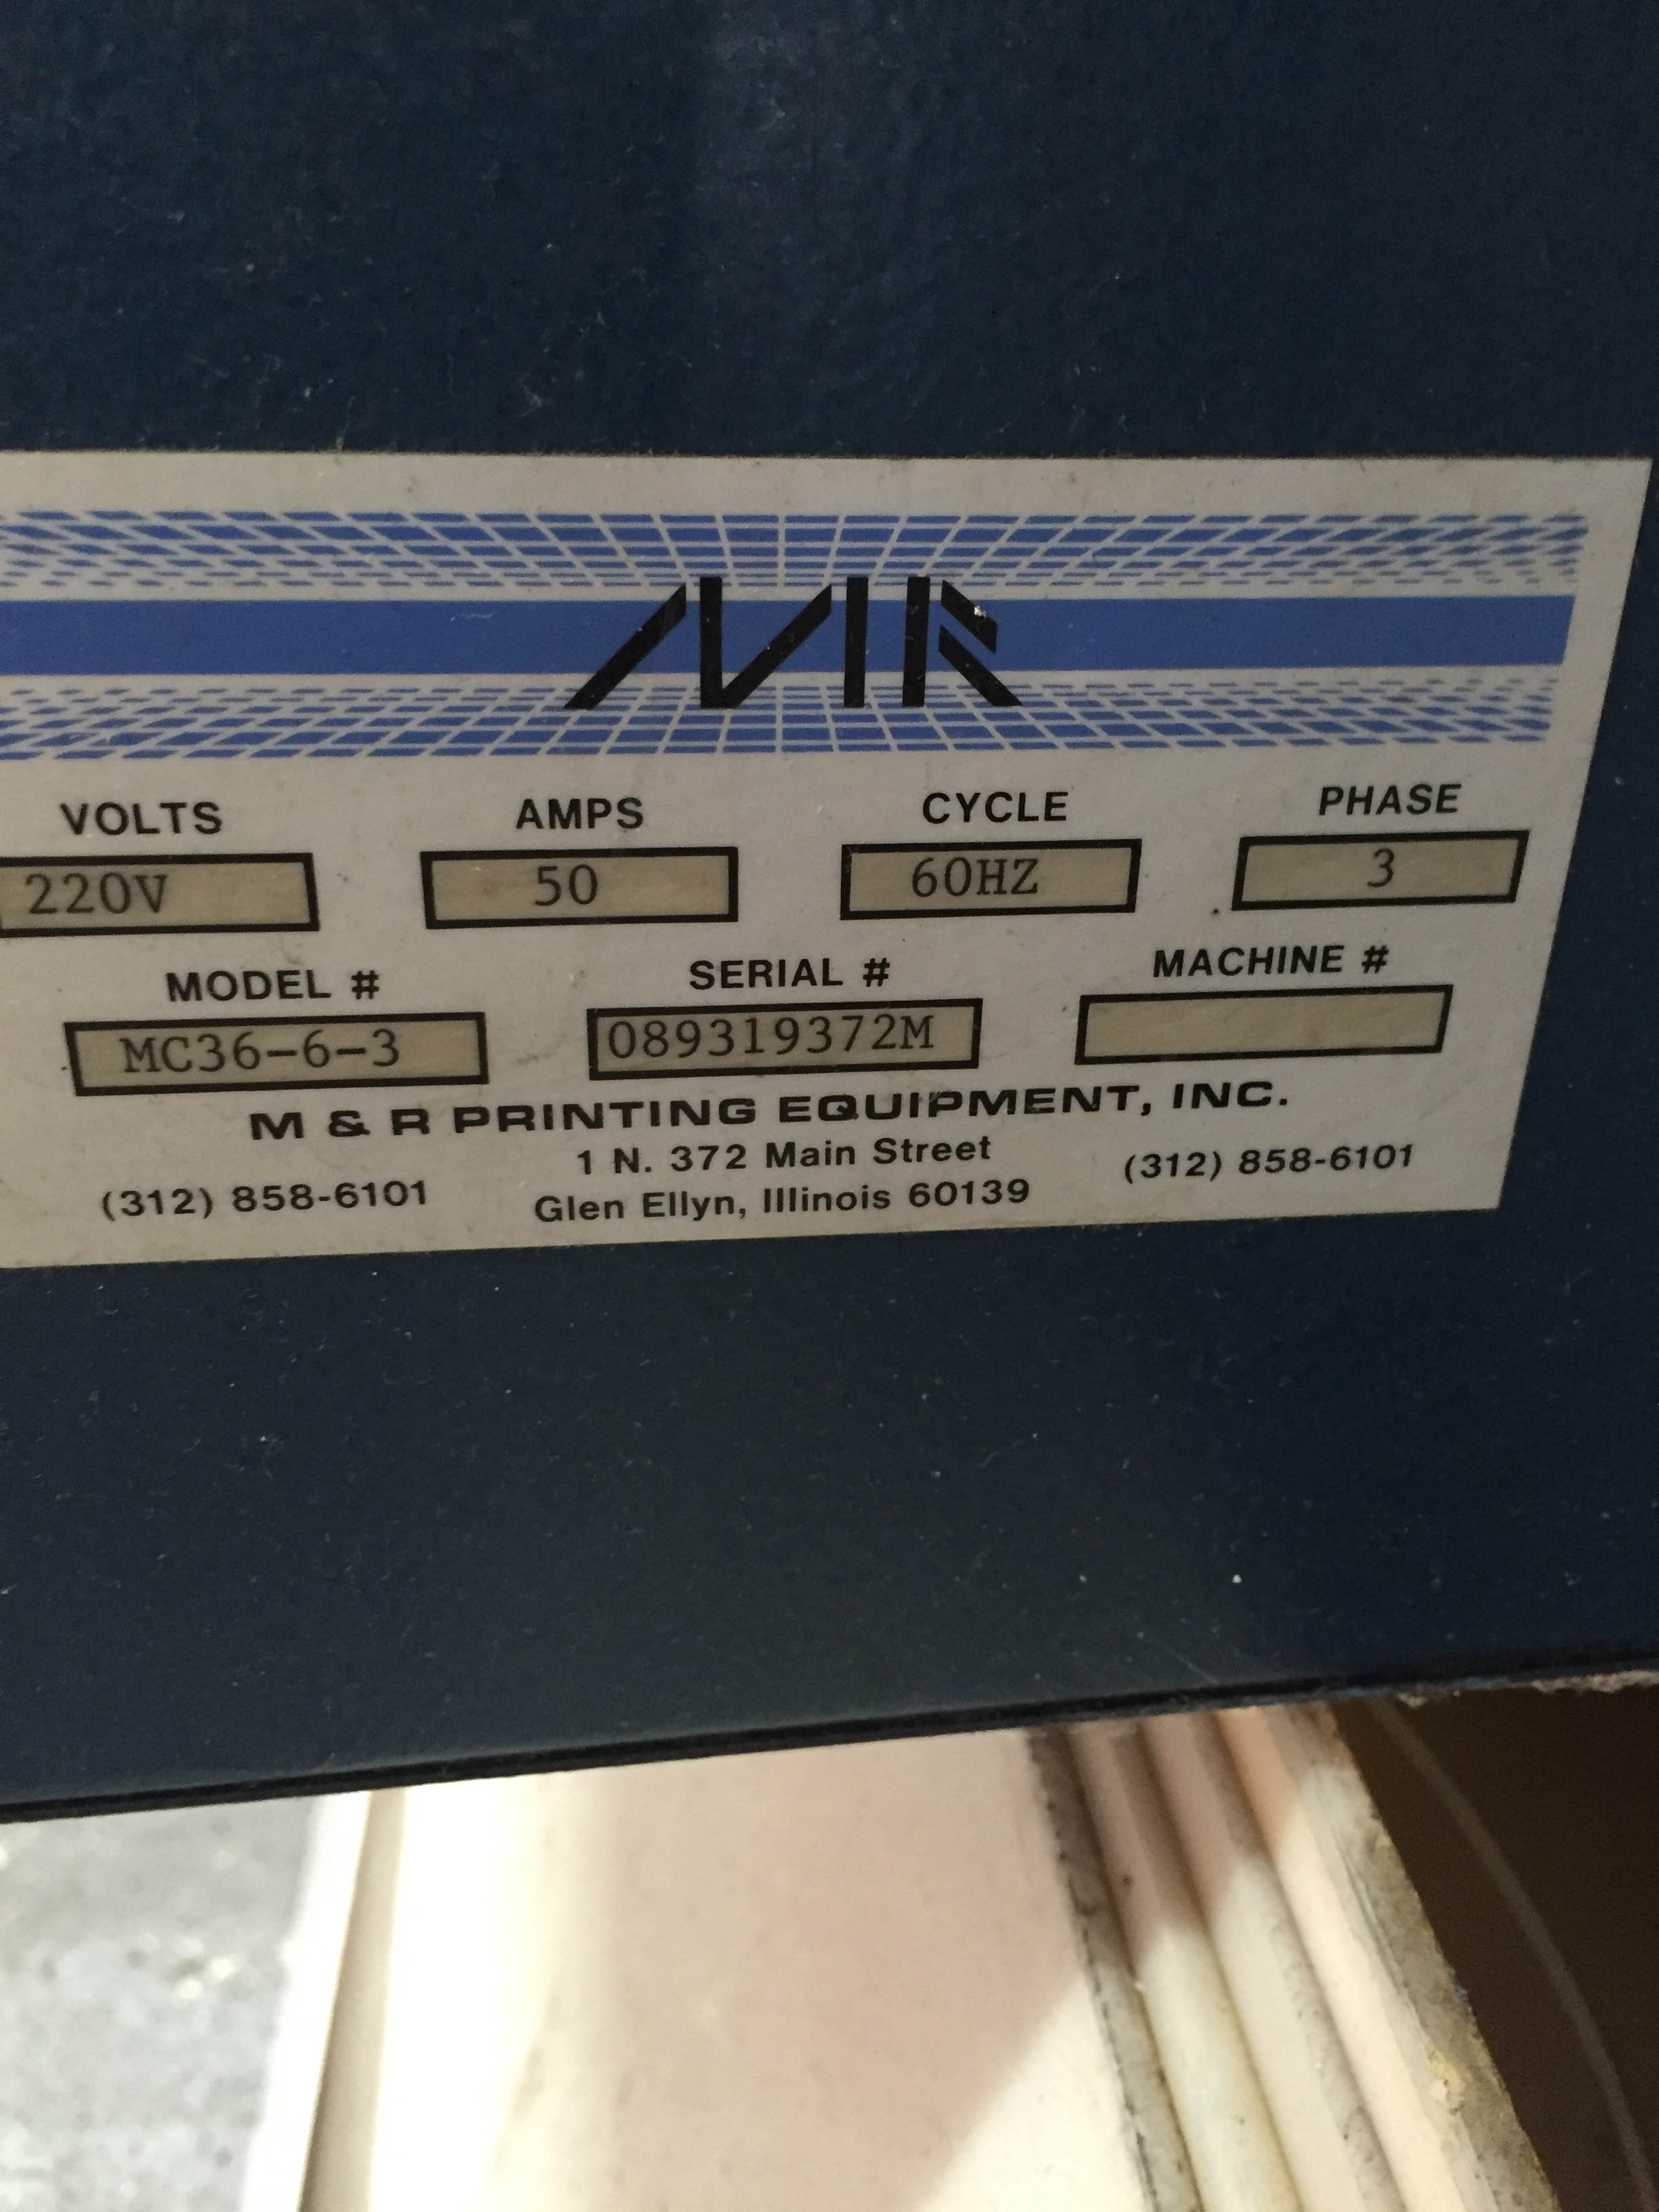 MR
VOLTS AMPS CYCLE PHASE
220V 50 60HZ 3
MODEL # SERIAL # MACHINE #
MC36-6-3 089319372M
M & R PRINTING EQUIPMENT, INC.
1 N. 372 Main Street
(312) 858-6101 Glen Ellyn, Illinois 60139 (312) 858-6101